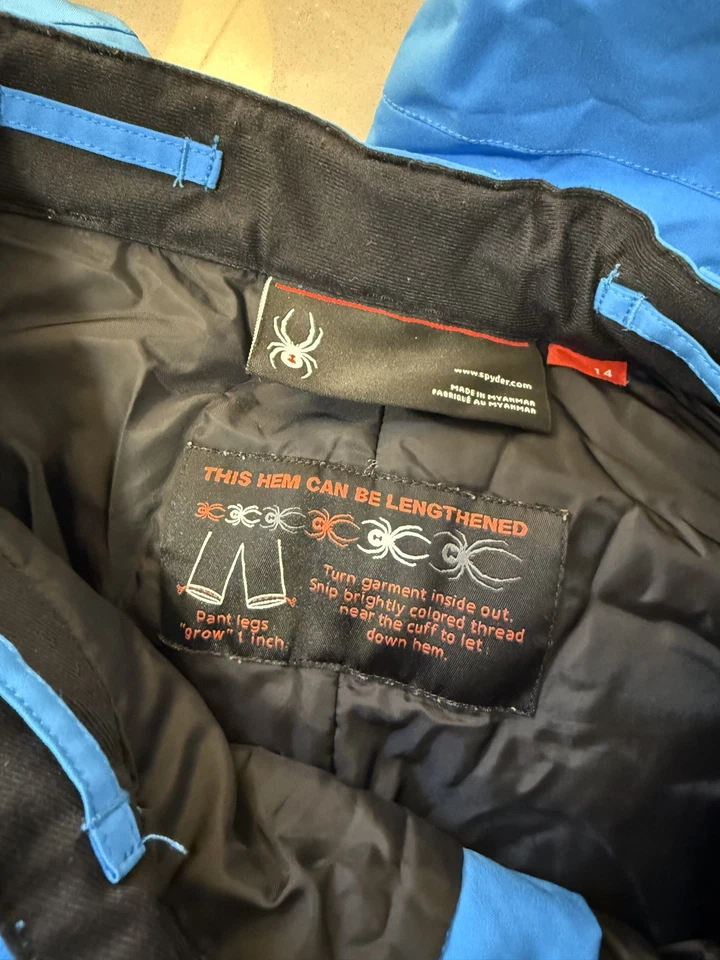 www.spyder.com
MADE IN MYANMAR
FABRIQUÉ AU MYANMAR
14
THIS HEM CAN BE LENGTHENED
Pant legs
"grow" 1 inch.
Turn garment inside out.
Snip brightly colored thread
near the cuff to let
down hem.